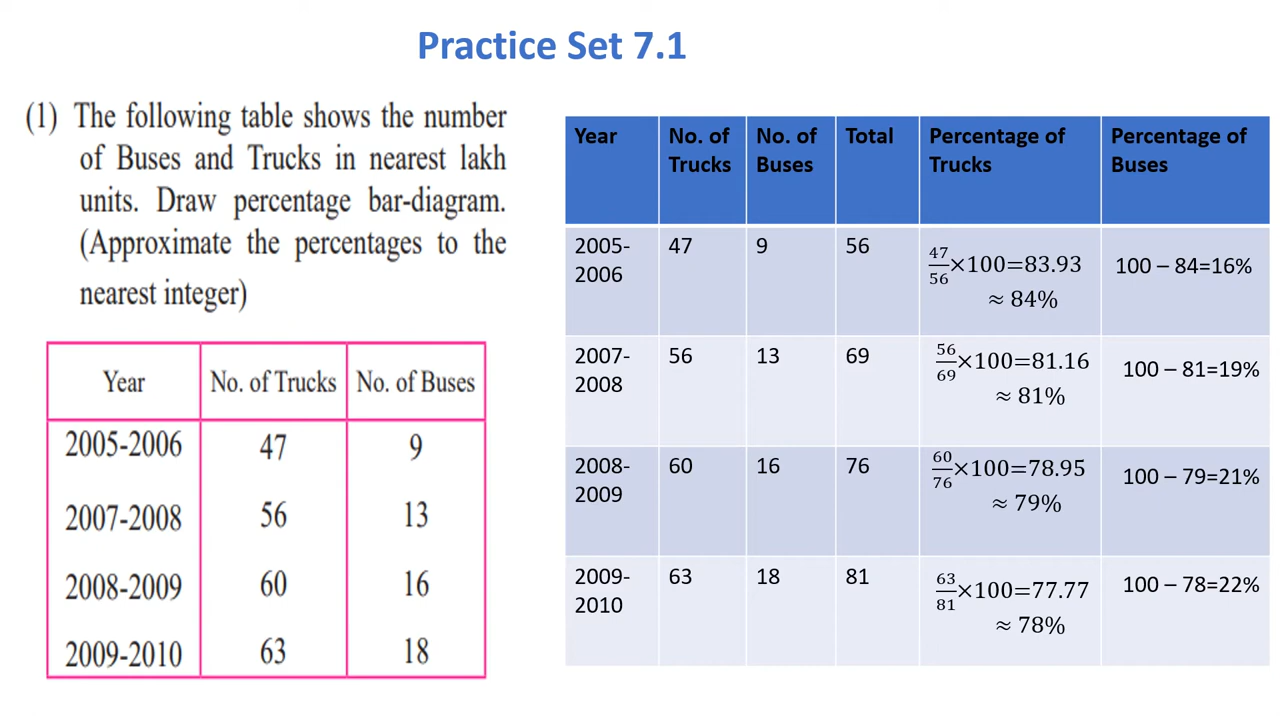 Practice Set 7.1
(1) The following table shows the number
of Buses and Trucks in nearest lakh
units. Draw percentage bar-diagram.
(Approximate the percentages to the
nearest integer)
Year No. of Trucks No. of Buses
2005-2006 47 9
2007-2008 56 13
2008-2009 60 16
2009-2010 63 18
Year No. of Trucks No. of Buses Total Percentage of Trucks Percentage of Buses
2005-2006 47 9 56 47/56×100=83.93 ≈ 84% 100 – 84=16%
2007-2008 56 13 69 56/69×100=81.16 ≈ 81% 100 – 81=19%
2008-2009 60 16 76 60/76×100=78.95 ≈ 79% 100 – 79=21%
2009-2010 63 18 81 63/81×100=77.77 ≈ 78% 100 – 78=22%